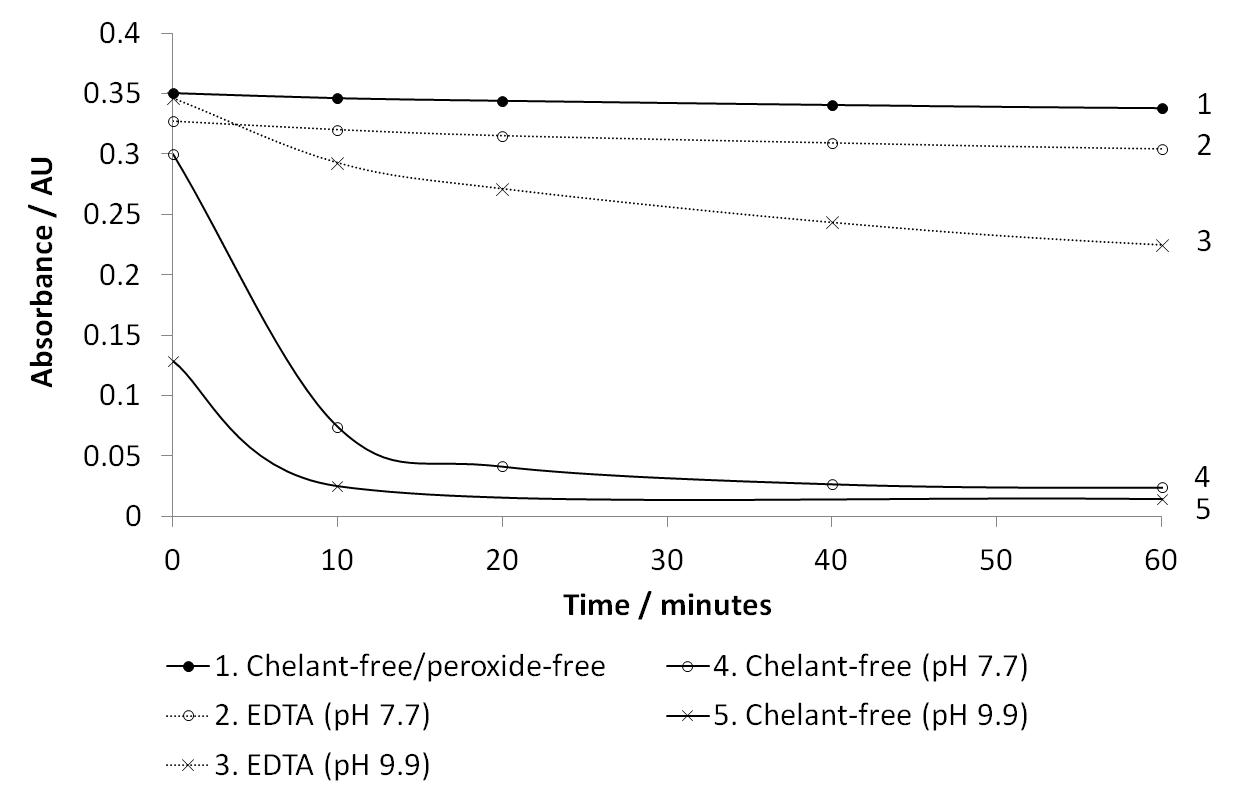 0.4
0.35
0.3
0.25
0.2
0.15
0.1
0.05
0
Absorbance / AU
1
2
3
4
5
0 10 20 30 40 50 60
Time / minutes
1. Chelant-free/peroxide-free
4. Chelant-free (pH 7.7)
2. EDTA (pH 7.7)
5. Chelant-free (pH 9.9)
3. EDTA (pH 9.9)